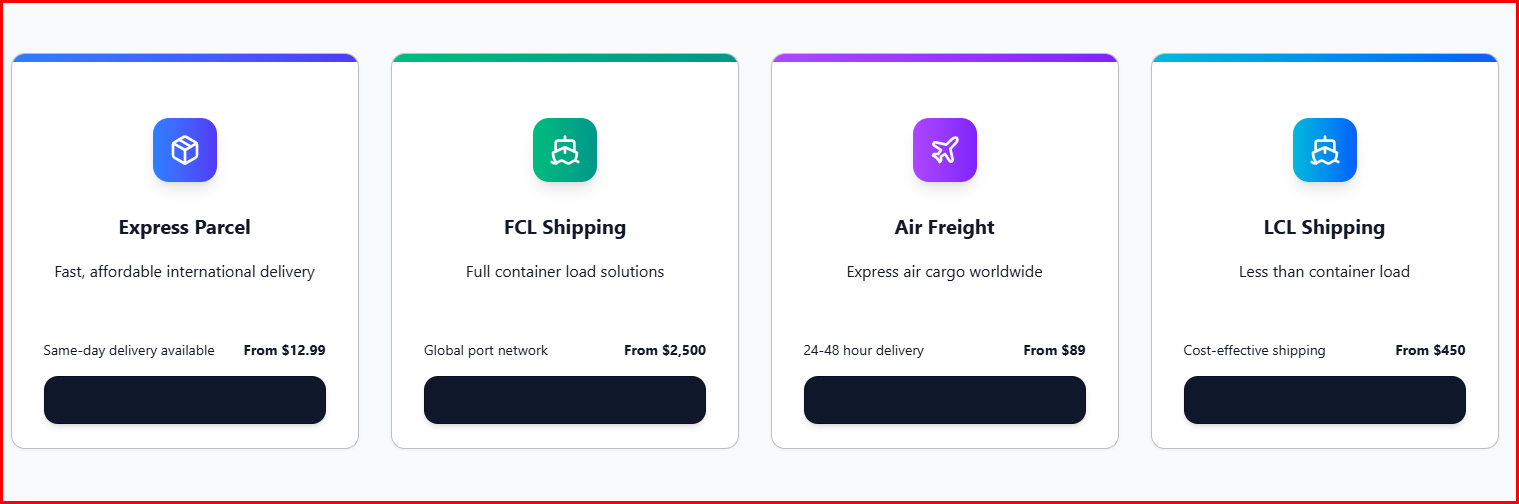 Express Parcel
Fast, affordable international delivery
Same-day delivery available From $12.99
FCL Shipping
Full container load solutions
Global port network From $2,500
Air Freight
Express air cargo worldwide
24-48 hour delivery From $89
LCL Shipping
Less than container load
Cost-effective shipping From $450